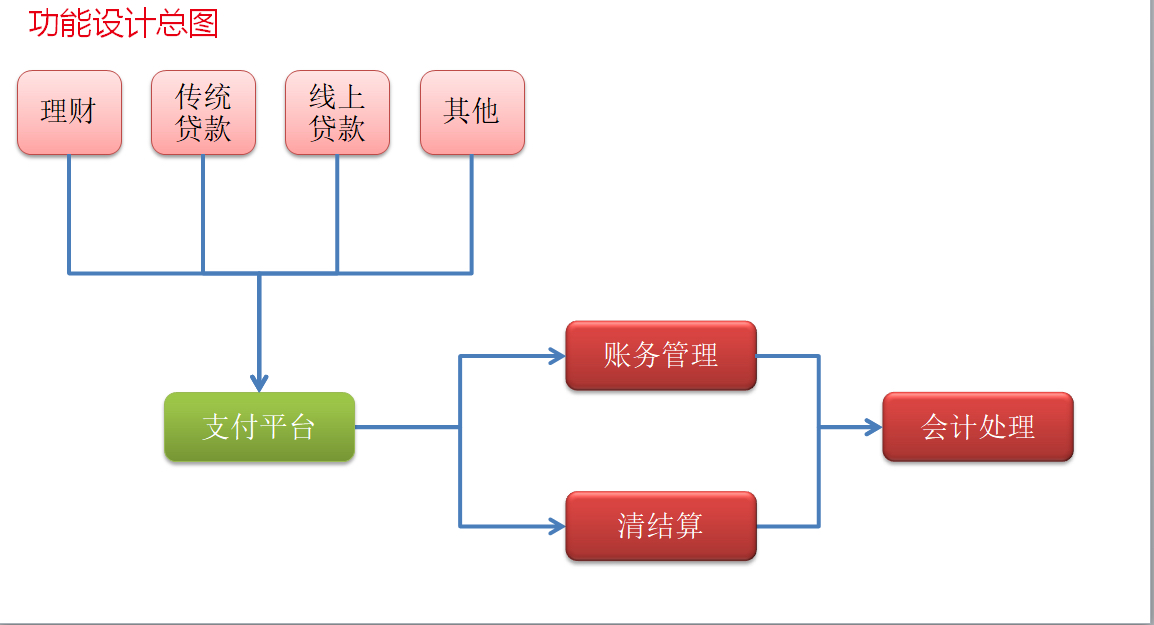 功能设计总图
理财
传统
贷款
线上
贷款
其他
账务管理
支付平台
会计处理
清结算